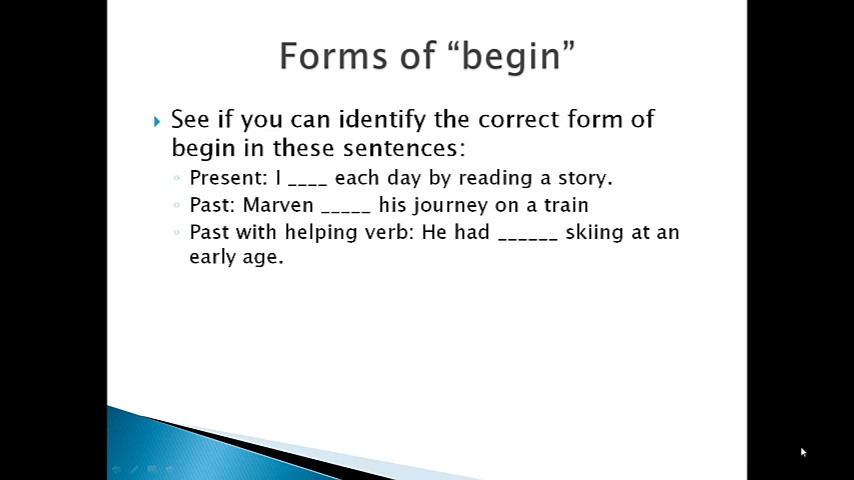 Forms of “begin”
See if you can identify the correct form of
begin in these sentences:
Present: I ____ each day by reading a story.
Past: Marven _____ his journey on a train
Past with helping verb: He had ______ skiing at an
early age.